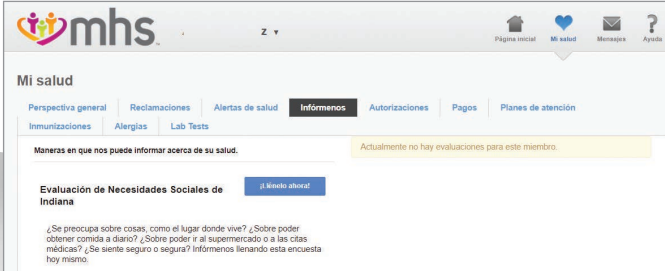 mhs
Z
Página inicial
Mi salud
Mensajes
Ayuda
Mi salud
Perspectiva general Reclamaciones Alertas de salud Infórmenos Autorizaciones Pagos Planes de atención
Inmunizaciones Alergias Lab Tests
Maneras en que nos puede informar acerca de su salud.
Actualmente no hay evaluaciones para este miembro.
Evaluación de Necesidades Sociales de
Indiana
¡Llénelo ahora!
¿Se preocupa sobre cosas, como el lugar donde vive? ¿Sobre poder
obtener comida a diario? ¿Sobre poder ir al supermercado o a las citas
médicas? ¿Se siente seguro o segura? Infórmenos llenando esta encuesta
hoy mismo.